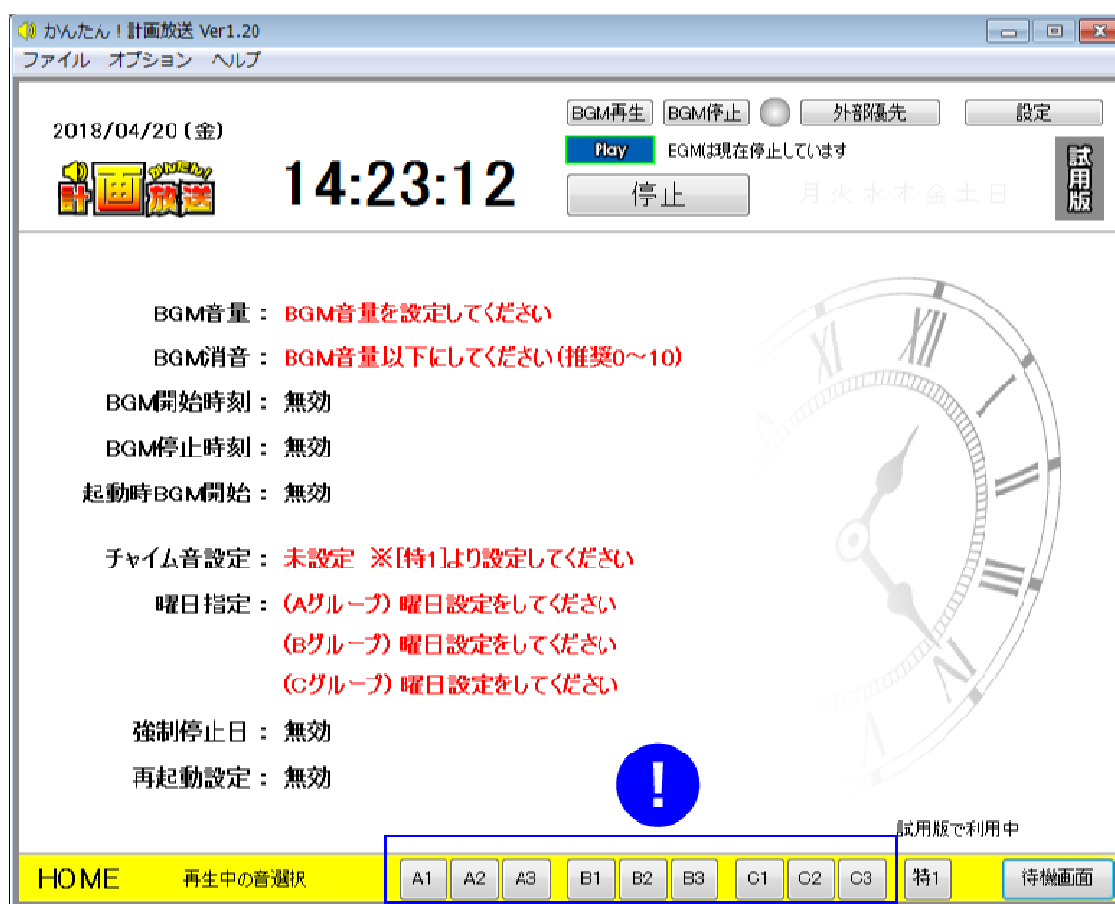 かんたん！計画放送 Ver1.20
ファイル オプション ヘルプ
2018/04/20 (金)
かんたん！
計画放送
14:23:12
BGM再生 BGM停止 外部優先 設定
Play BGMは現在停止しています
停止
月 火 水 木 金 土 日
試用版
BGM音量： BGM音量を設定してください
BGM消音： BGM音量以下にしてください(推奨0～10)
BGM開始時刻： 無効
BGM停止時刻： 無効
起動時BGM開始： 無効
チャイム音設定： 未設定 ※[特1]より設定してください
曜日指定： (Aグループ) 曜日設定をしてください
(Bグループ) 曜日設定をしてください
(Cグループ) 曜日設定をしてください
強制停止日： 無効
再起動設定： 無効
!
XI XII I II III IV V VI
試用版で利用中
HOME 再生中の音選択 A1 A2 A3 B1 B2 B3 C1 C2 C3 特1 待機画面